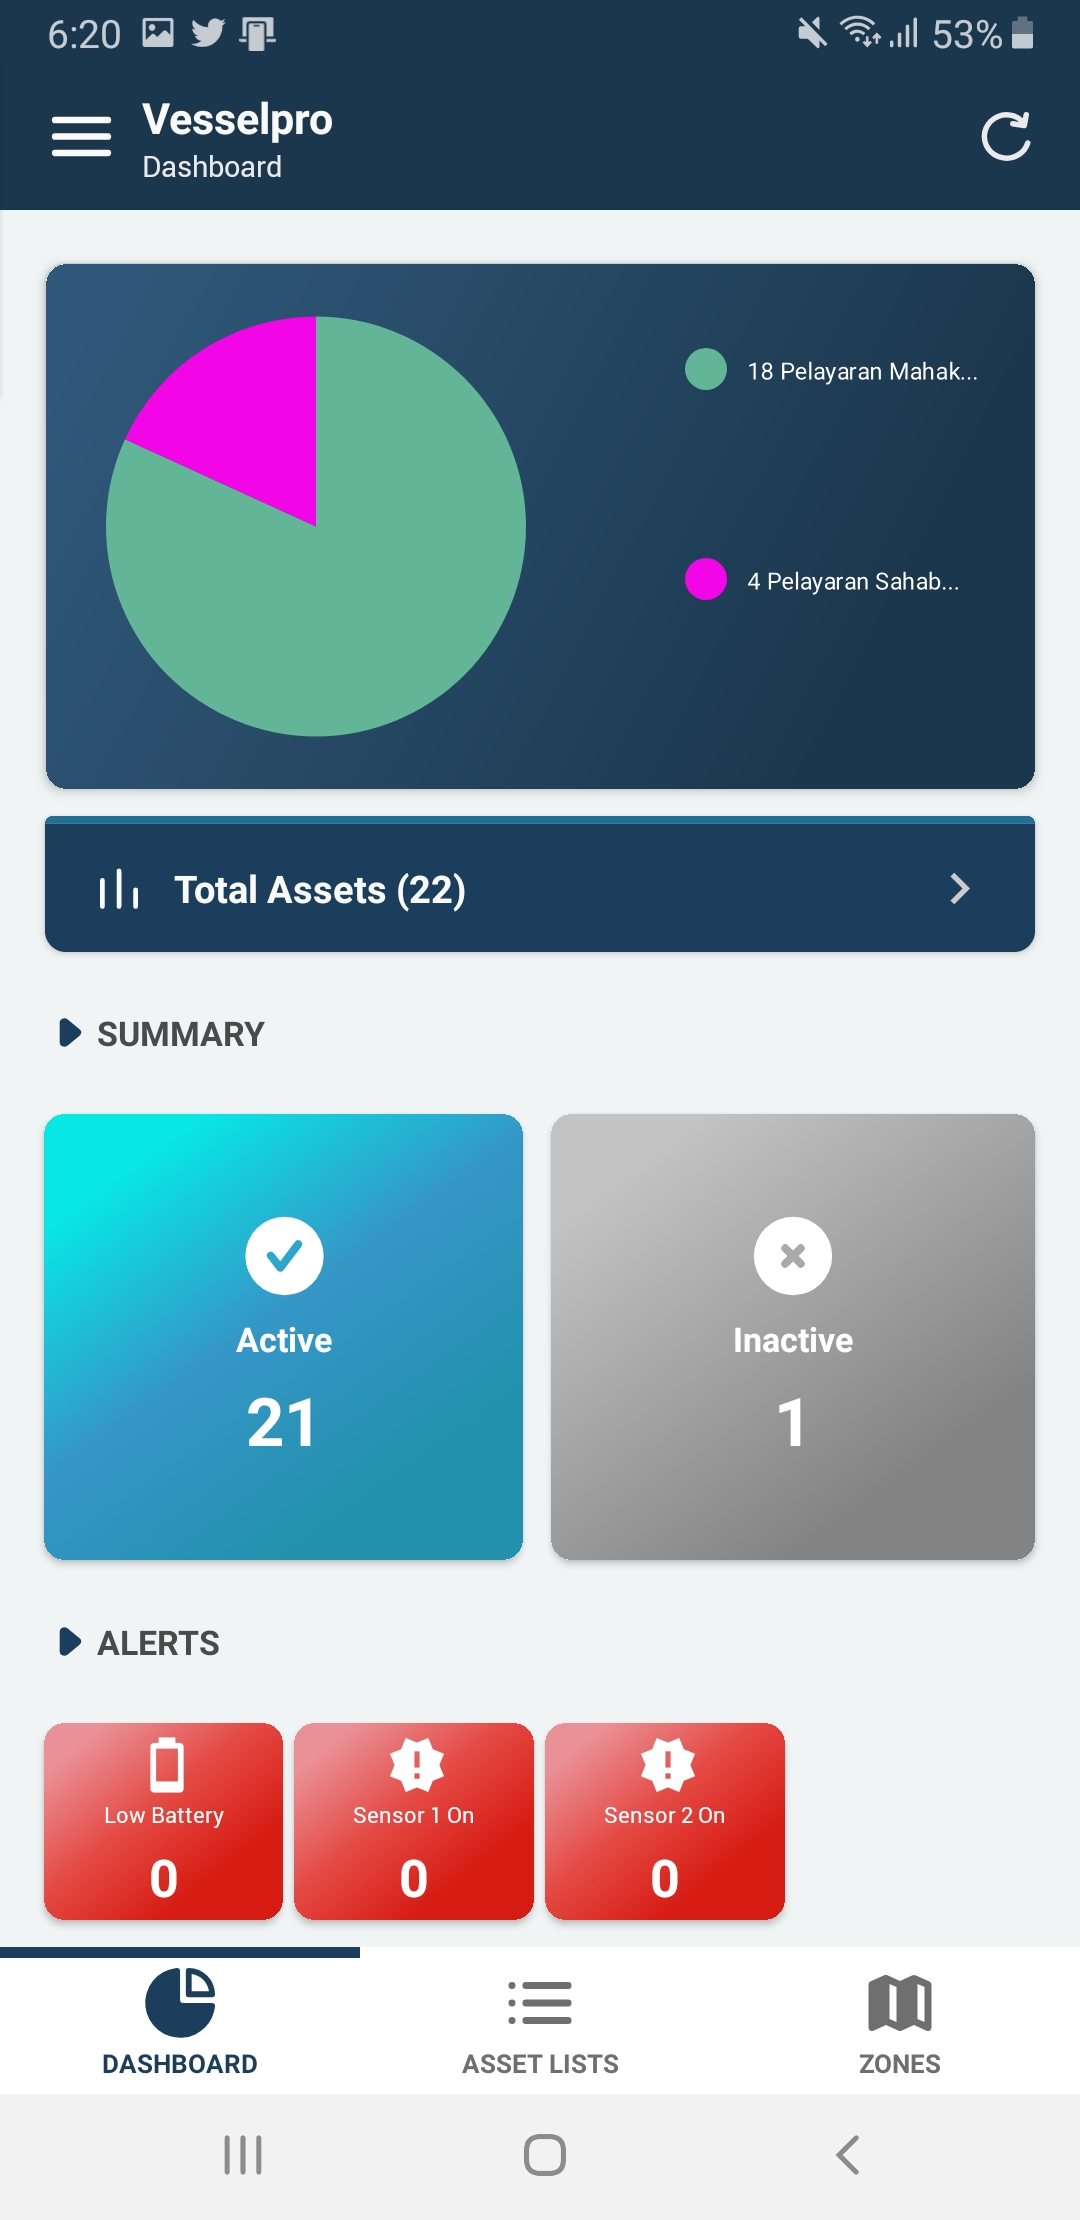 6:20
53%
Vesselpro
Dashboard
18 Pelayaran Mahak...
4 Pelayaran Sahab...
Total Assets (22)
SUMMARY
Active
21
Inactive
1
ALERTS
Low Battery
0
Sensor 1 On
0
Sensor 2 On
0
DASHBOARD
ASSET LISTS
ZONES